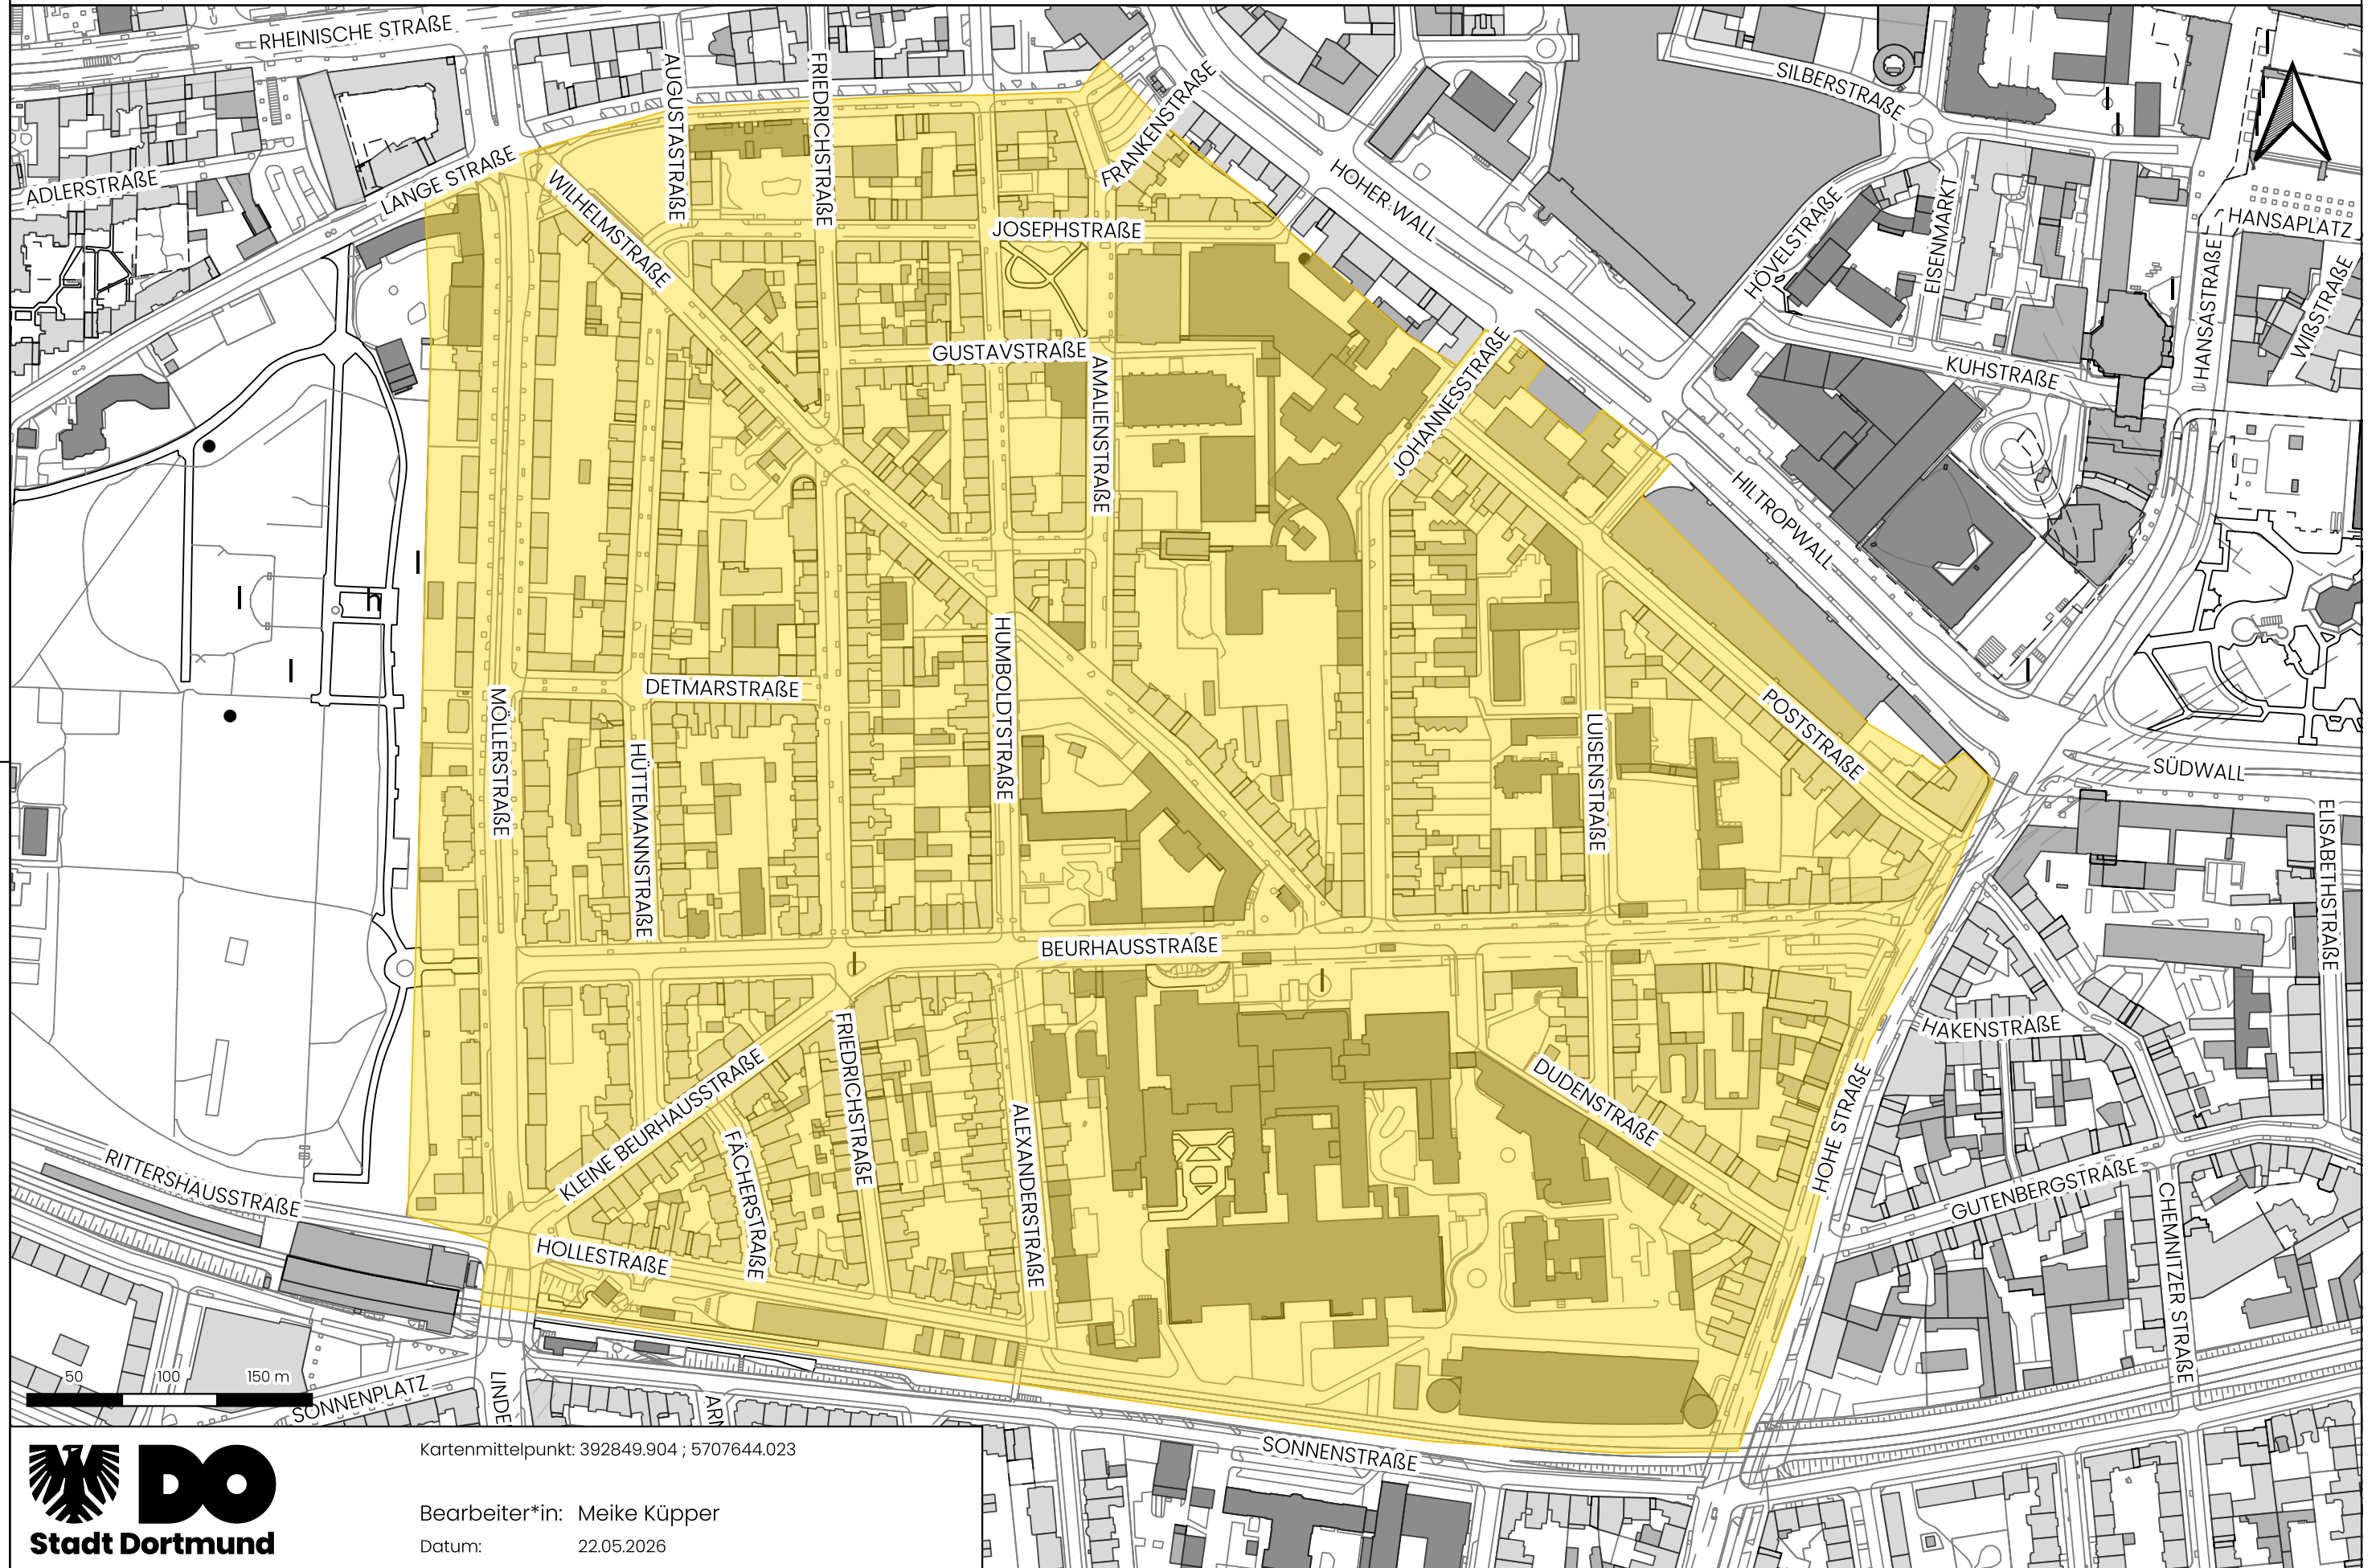 RHEINISCHE STRAßE
AUGUSTASTRAßE
FRIEDRICHSTRAßE
FRANKENSTRAßE
SILBERSTRAßE
ADLERSTRAßE
LANGE STRAßE
WILHELMSTRAßE
JOSEPHSTRAßE
HOHER WALL
HÖVELSTRAßE
EISENMARKT
HANSAPLATZ
HANSASTRAßE
WIßSTRAßE
GUSTAVSTRAßE
AMALIENSTRAßE
JOHANNESSTRAßE
KUHSTRAßE
HILTROPWALL
h
DETMARSTRAßE
MÖLLERSTRAßE
HÜTTEMANNSTRAßE
HUMBOLDTSTRAßE
LUISENSTRAßE
POSTSTRAßE
SÜDWALL
ELISABETHSTRAßE
BEURHAUSSTRAßE
HAKENSTRAßE
KLEINE BEURHAUSSTRAßE
FRIEDRICHSTRAßE
FÄCHERSTRAßE
ALEXANDERSTRAßE
DUDENSTRAßE
HOHE STRAßE
GUTENBERGSTRAßE
CHEMNITZER STRAßE
RITTERSHAUSSTRAßE
HOLLESTRAßE
50 100 150 m
SONNENPLATZ
LINDE
ARN
SONNENSTRAßE
DO
Stadt Dortmund
Kartenmittelpunkt: 392849.904 ; 5707644.023
Bearbeiter*in: Meike Küpper
Datum: 22.05.2026